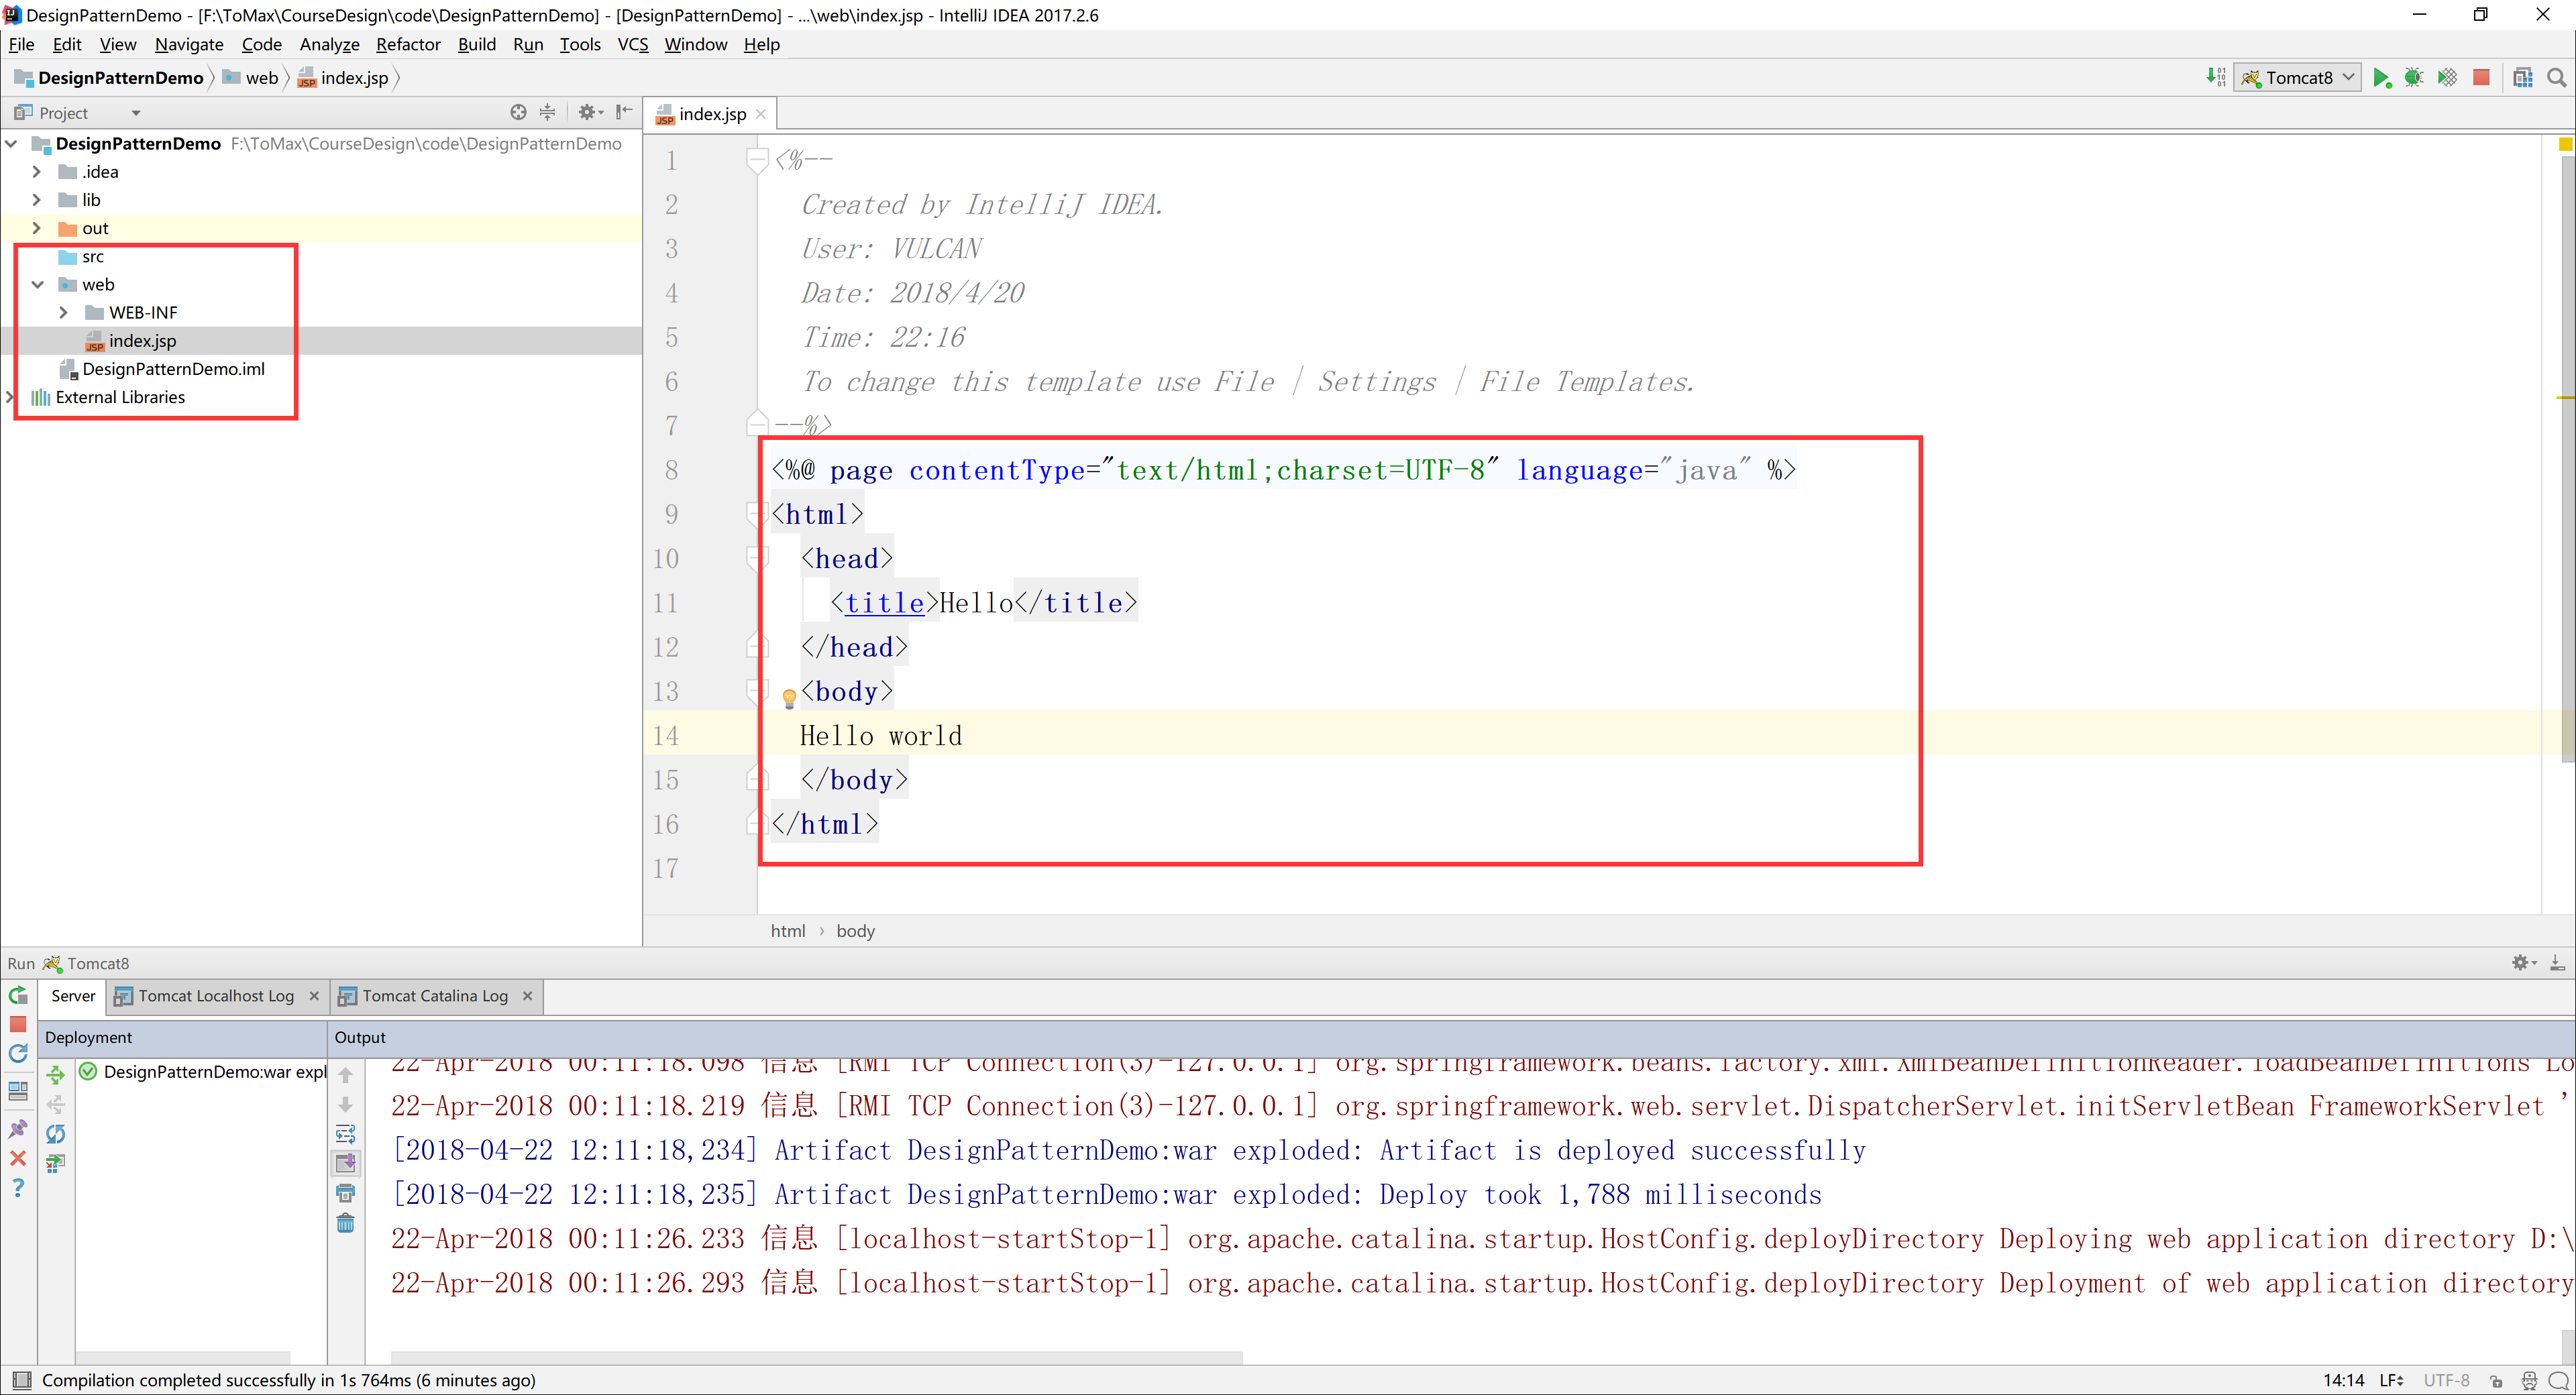 DesignPatternDemo - [F:\ToMax\CourseDesign\code\DesignPatternDemo] - [DesignPatternDemo] - ...\web\index.jsp - IntelliJ IDEA 2017.2.6
File Edit View Navigate Code Analyze Refactor Build Run Tools VCS Window Help
DesignPatternDemo web index.jsp
Tomcat8
Project
index.jsp
DesignPatternDemo F:\ToMax\CourseDesign\code\DesignPatternDemo
.idea
lib
out
src
web
WEB-INF
index.jsp
DesignPatternDemo.iml
External Libraries
1 <%--
2 Created by IntelliJ IDEA.
3 User: VULCAN
4 Date: 2018/4/20
5 Time: 22:16
6 To change this template use File | Settings | File Templates.
7 --%>
8 <%@ page contentType="text/html;charset=UTF-8" language="java" %>
9 <html>
10 <head>
11 <title>Hello</title>
12 </head>
13 <body>
14 Hello world
15 </body>
16 </html>
17
html › body
Run Tomcat8
Server Tomcat Localhost Log Tomcat Catalina Log
Deployment Output
DesignPatternDemo:war expl
22-Apr-2018 00:11:18.098 信息 [RMI TCP Connection(3)-127.0.0.1] org.springframework.beans.factory.xml.XmlBeanDefinitionReader.loadBeanDefinitions Lo
22-Apr-2018 00:11:18.219 信息 [RMI TCP Connection(3)-127.0.0.1] org.springframework.web.servlet.DispatcherServlet.initServletBean FrameworkServlet '
[2018-04-22 12:11:18,234] Artifact DesignPatternDemo:war exploded: Artifact is deployed successfully
[2018-04-22 12:11:18,235] Artifact DesignPatternDemo:war exploded: Deploy took 1,788 milliseconds
22-Apr-2018 00:11:26.233 信息 [localhost-startStop-1] org.apache.catalina.startup.HostConfig.deployDirectory Deploying web application directory D:\
22-Apr-2018 00:11:26.293 信息 [localhost-startStop-1] org.apache.catalina.startup.HostConfig.deployDirectory Deployment of web application directory
Compilation completed successfully in 1s 764ms (6 minutes ago)
14:14 LF UTF-8